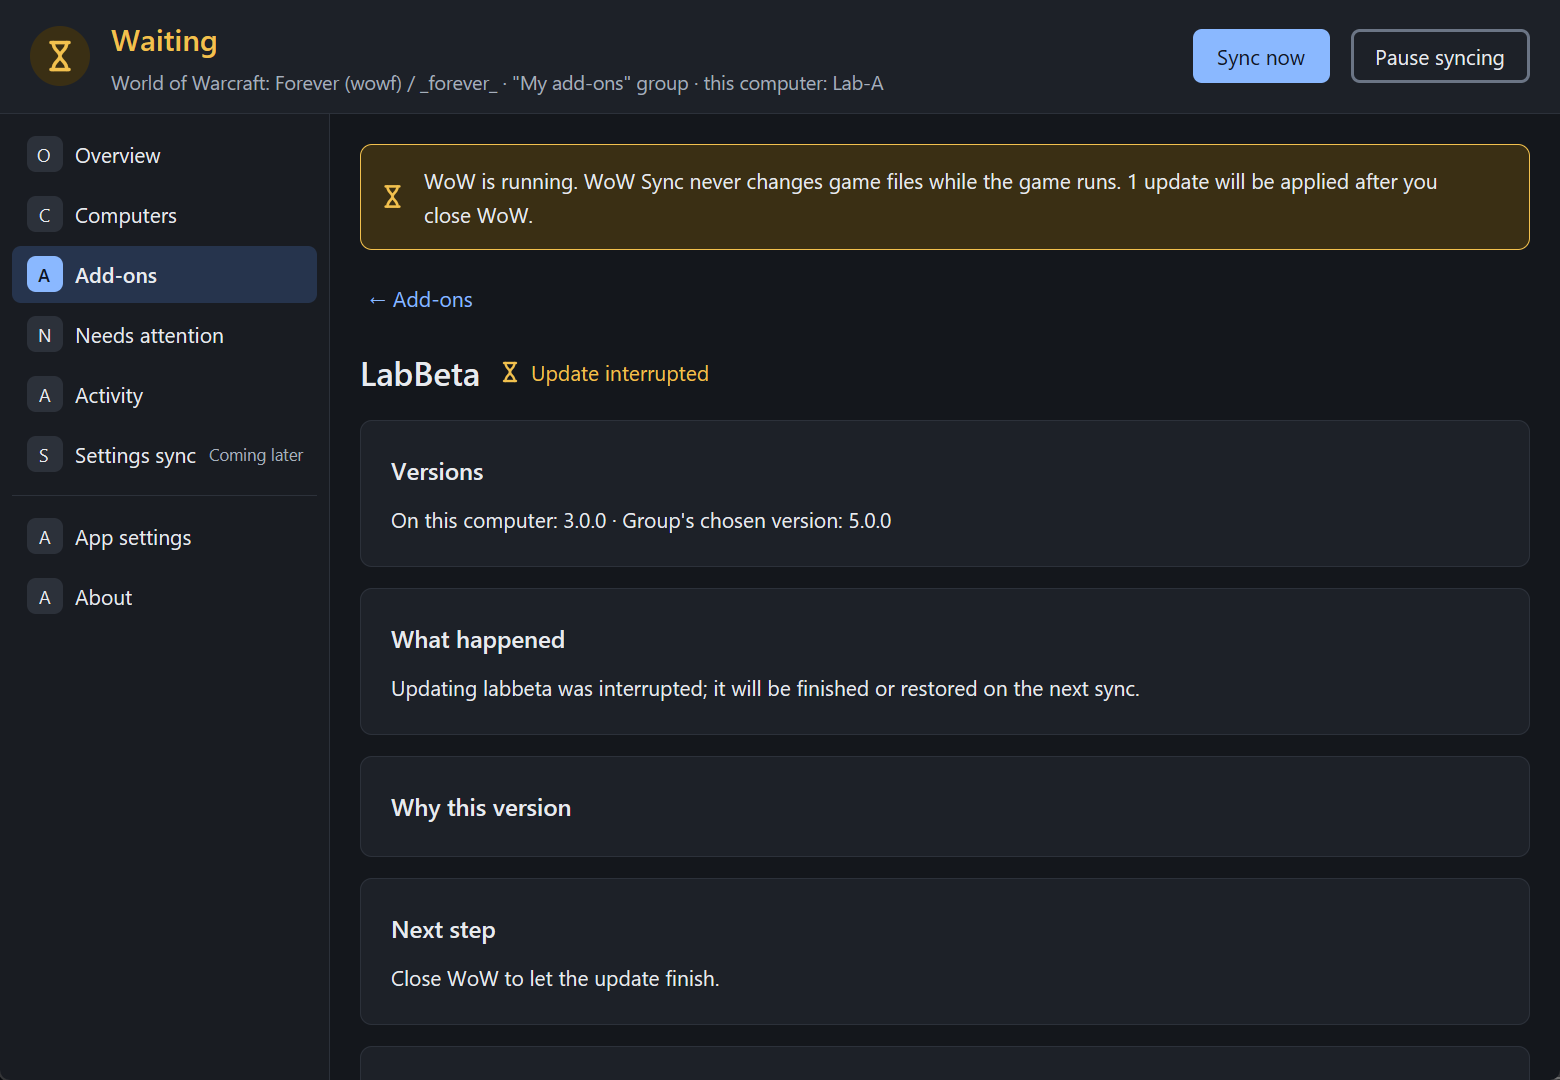 Waiting
World of Warcraft: Forever (wowf) / _forever_ · "My add-ons" group · this computer: Lab-A
Sync now
Pause syncing
O Overview
C Computers
A Add-ons
N Needs attention
A Activity
S Settings sync Coming later
A App settings
A About
WoW is running. WoW Sync never changes game files while the game runs. 1 update will be applied after you
close WoW.
← Add-ons
LabBeta Update interrupted
Versions
On this computer: 3.0.0 · Group's chosen version: 5.0.0
What happened
Updating labbeta was interrupted; it will be finished or restored on the next sync.
Why this version
Next step
Close WoW to let the update finish.